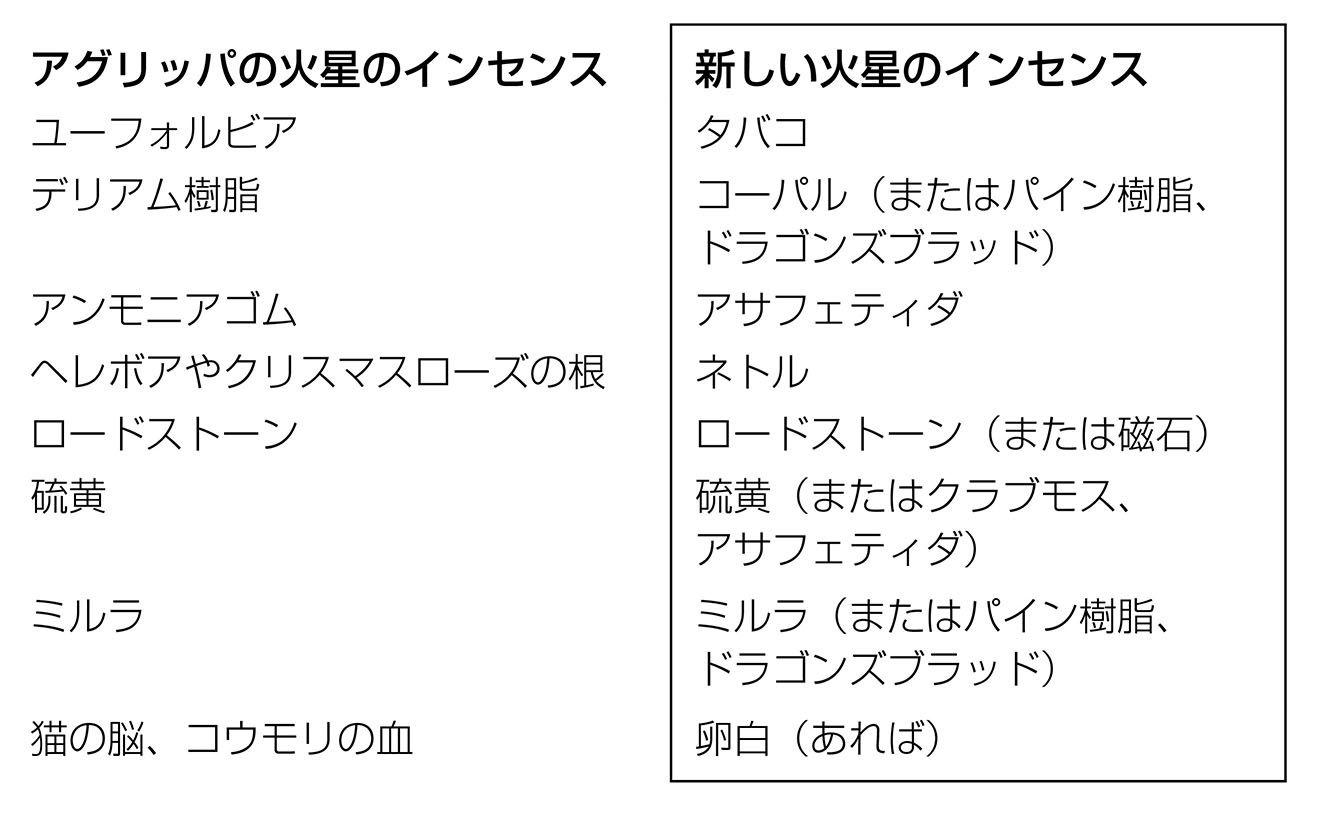 アグリッパの火星のインセンス
ユーフォルビア
デリアム樹脂
アンモニアゴム
ヘレボアやクリスマスローズの根
ロードストーン
硫黄
ミルラ
猫の脳、コウモリの血
新しい火星のインセンス
タバコ
コーパル（またはパイン樹脂、
ドラゴンズブラッド）
アサフェティダ
ネトル
ロードストーン（または磁石）
硫黄（またはクラブモス、
アサフェティダ）
ミルラ（またはパイン樹脂、
ドラゴンズブラッド）
卵白（あれば）